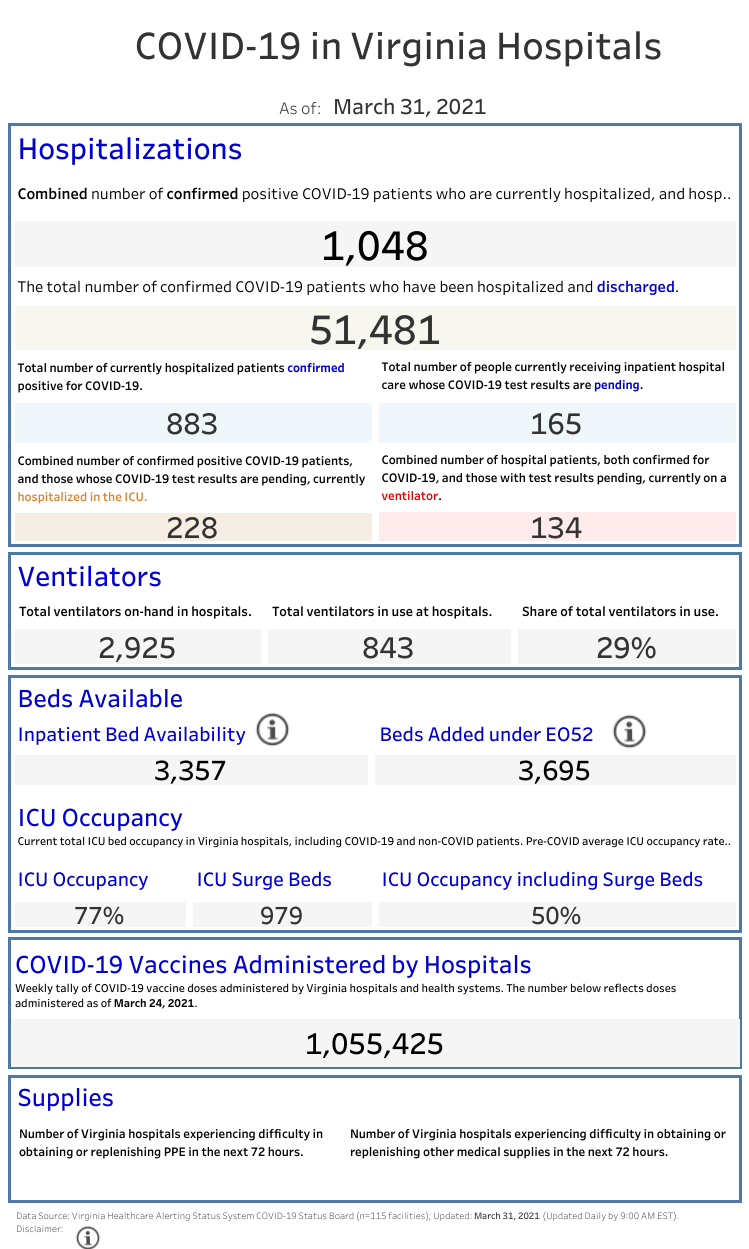 COVID-19 in Virginia Hospitals
As of: March 31, 2021
Hospitalizations
Combined number of confirmed positive COVID-19 patients who are currently hospitalized, and hosp..
1,048
The total number of confirmed COVID-19 patients who have been hospitalized and discharged.
51,481
Total number of currently hospitalized patients confirmed
positive for COVID-19.
883
Total number of people currently receiving inpatient hospital
care whose COVID-19 test results are pending.
165
Combined number of confirmed positive COVID-19 patients,
and those whose COVID-19 test results are pending, currently
hospitalized in the ICU.
228
Combined number of hospital patients, both confirmed for
COVID-19, and those with test results pending, currently on a
ventilator.
134
Ventilators
Total ventilators on-hand in hospitals.
2,925
Total ventilators in use at hospitals.
843
Share of total ventilators in use.
29%
Beds Available
Inpatient Bed Availability
3,357
Beds Added under EO52
3,695
ICU Occupancy
Current total ICU bed occupancy in Virginia hospitals, including COVID-19 and non-COVID patients. Pre-COVID average ICU occupancy rate..
ICU Occupancy
77%
ICU Surge Beds
979
ICU Occupancy including Surge Beds
50%
COVID-19 Vaccines Administered by Hospitals
Weekly tally of COVID-19 vaccine doses administered by Virginia hospitals and health systems. The number below reflects doses
administered as of March 24, 2021.
1,055,425
Supplies
Number of Virginia hospitals experiencing difficulty in
obtaining or replenishing PPE in the next 72 hours.
Number of Virginia hospitals experiencing difficulty in obtaining or
replenishing other medical supplies in the next 72 hours.
Data Source: Virginia Healthcare Alerting Status System COVID-19 Status Board (n=115 facilities); Updated: March 31, 2021 (Updated Daily by 9:00 AM EST).
Disclaimer: